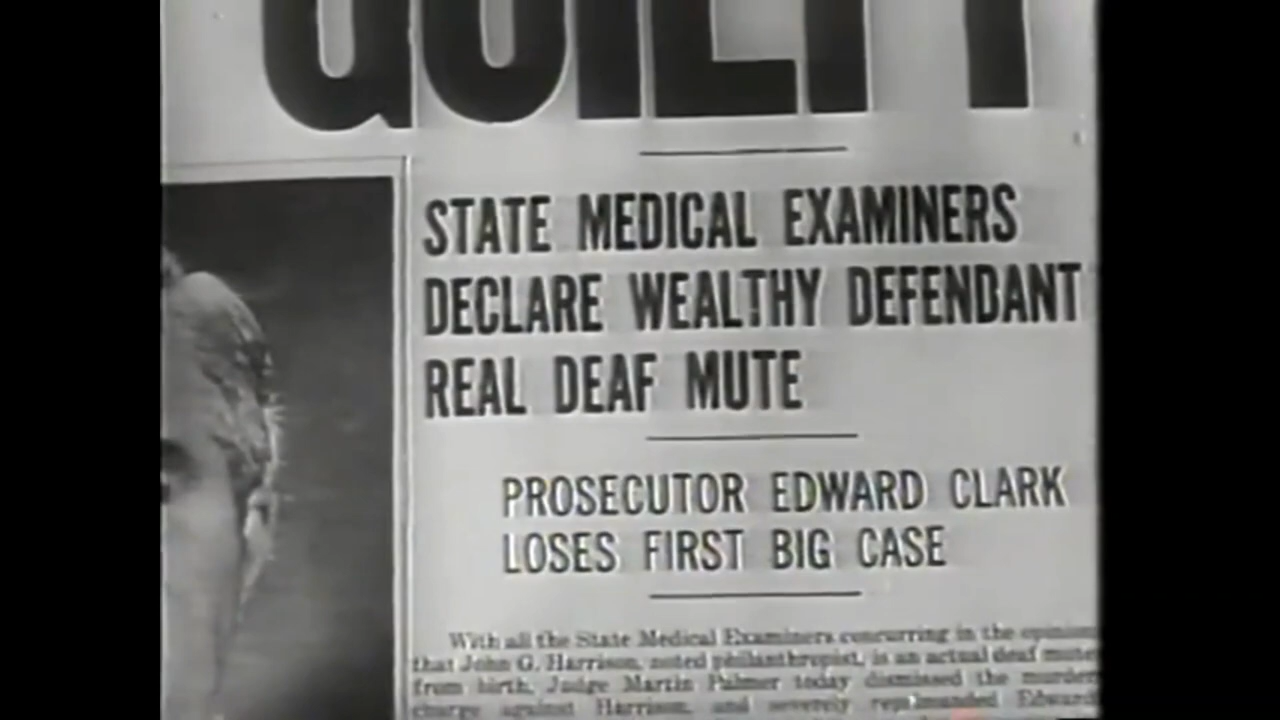 GUILTY
STATE MEDICAL EXAMINERS
DECLARE WEALTHY DEFENDANT
REAL DEAF MUTE
PROSECUTOR EDWARD CLARK
LOSES FIRST BIG CASE
With all the State Medical Examiners concurring in the opinion
that John G. Harrison, noted philanthropist, is an actual deaf mute
from birth, Judge Martin Palmer today dismissed the murder
charge against Harrison, and severely reprimanded Edward